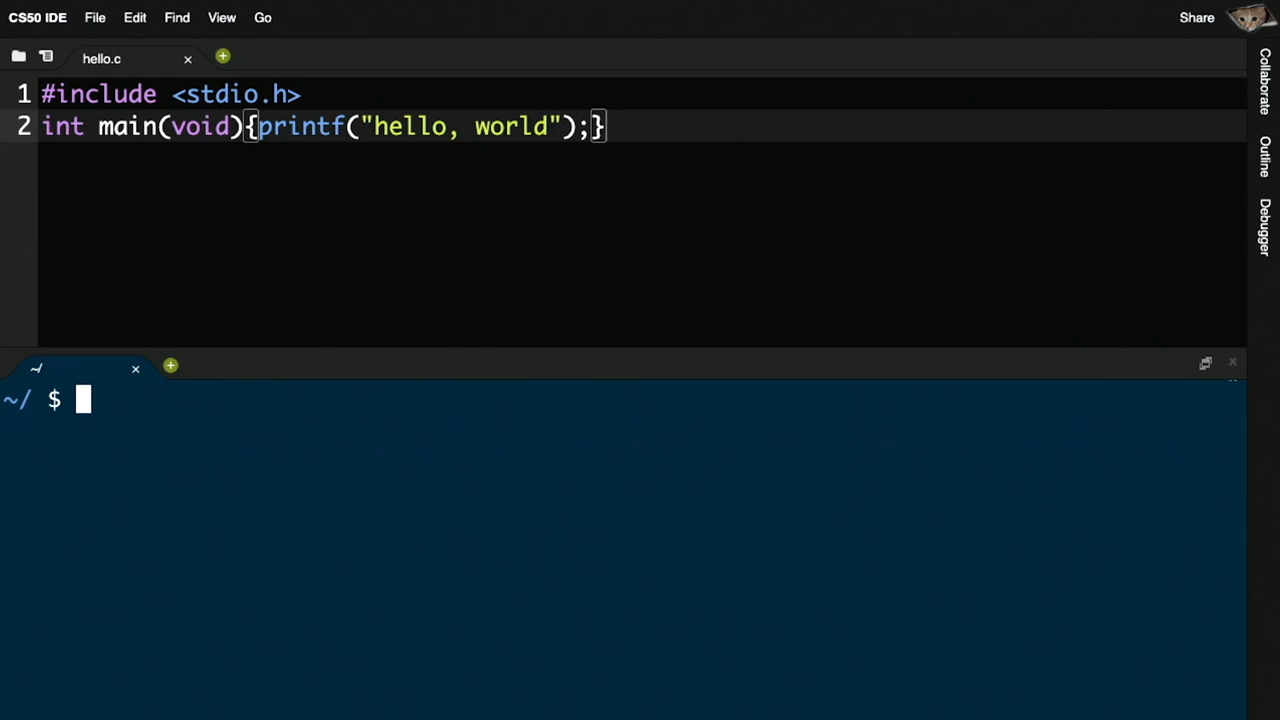 CS50 IDE File Edit Find View Go Share
hello.c
1 #include <stdio.h>
2 int main(void){printf("hello, world");}
Collaborate
Outline
Debugger
~/
~/ $